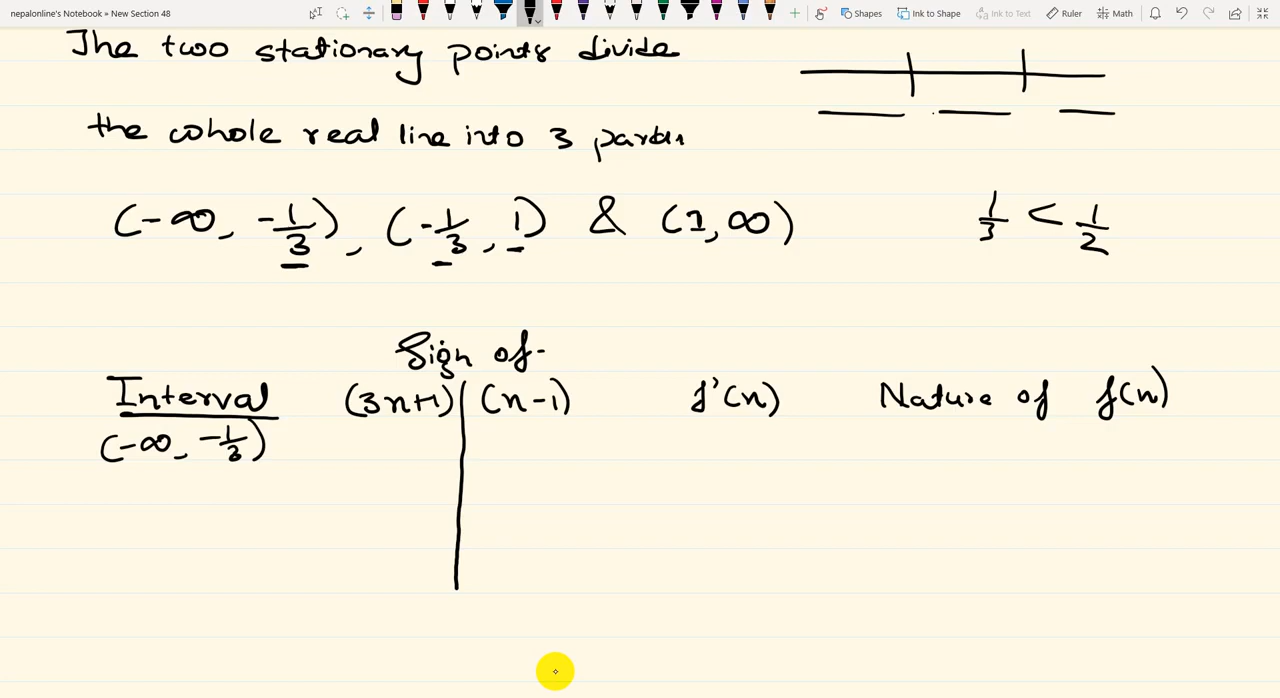 nepalonline's Notebook » New Section 48
Shapes Ink to Shape Ink to Text Ruler Math
The two stationary points divide
the whole real line into 3 parts
(-∞, -1/3), (-1/3, 1) & (1, ∞)
1/3 < 1/2
Sign of
Interval (3x+1) (x-1) f'(x) Nature of f(x)
(-∞, -1/3)